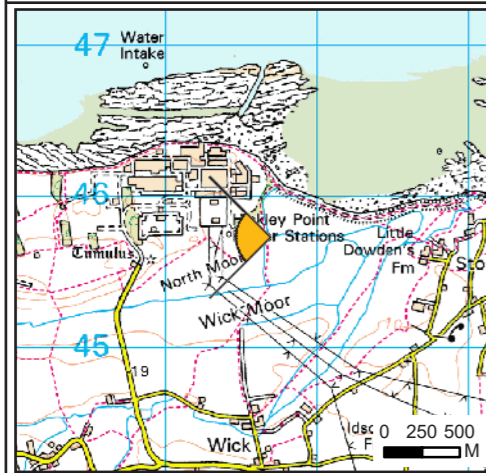 47
Water
Intake
46
Point
Stations
Little
Dowden's
Fm
Sto
Tumulus
North Moor
Wick Moor
45
19
Wick
F
0 250 500
M